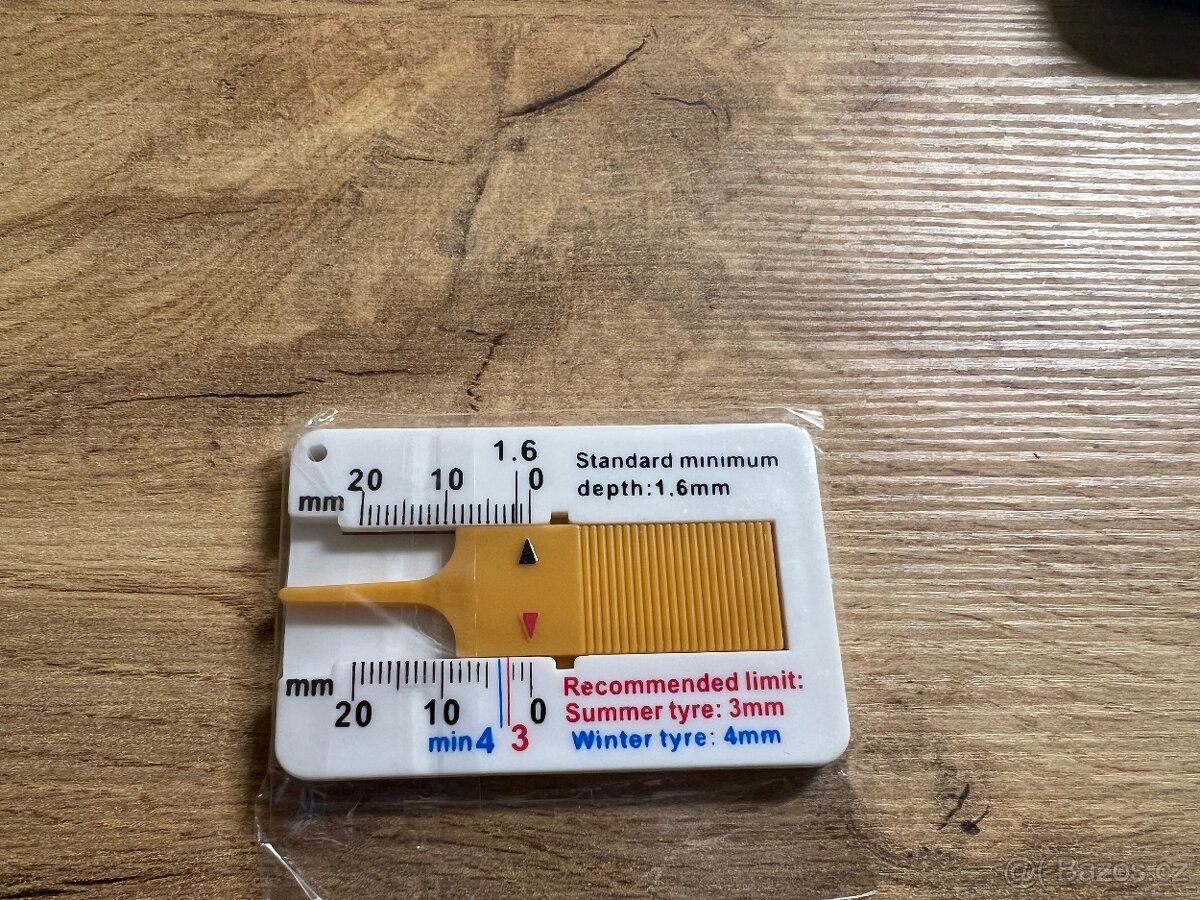 1.6
20 10 0
mm
Standard minimum
depth:1.6mm
mm
20 10 0
min4 3
Recommended limit:
Summer tyre: 3mm
Winter tyre: 4mm
@( Bazos.cz